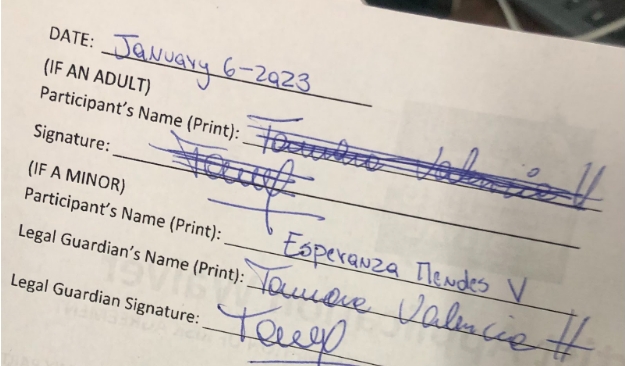 DATE: January 6-2023
(IF AN ADULT)
Participant's Name (Print): Valencia H
Signature:
(IF A MINOR)
Participant's Name (Print): Esperanza Mendes V
Legal Guardian's Name (Print): Valencia H
Legal Guardian Signature: